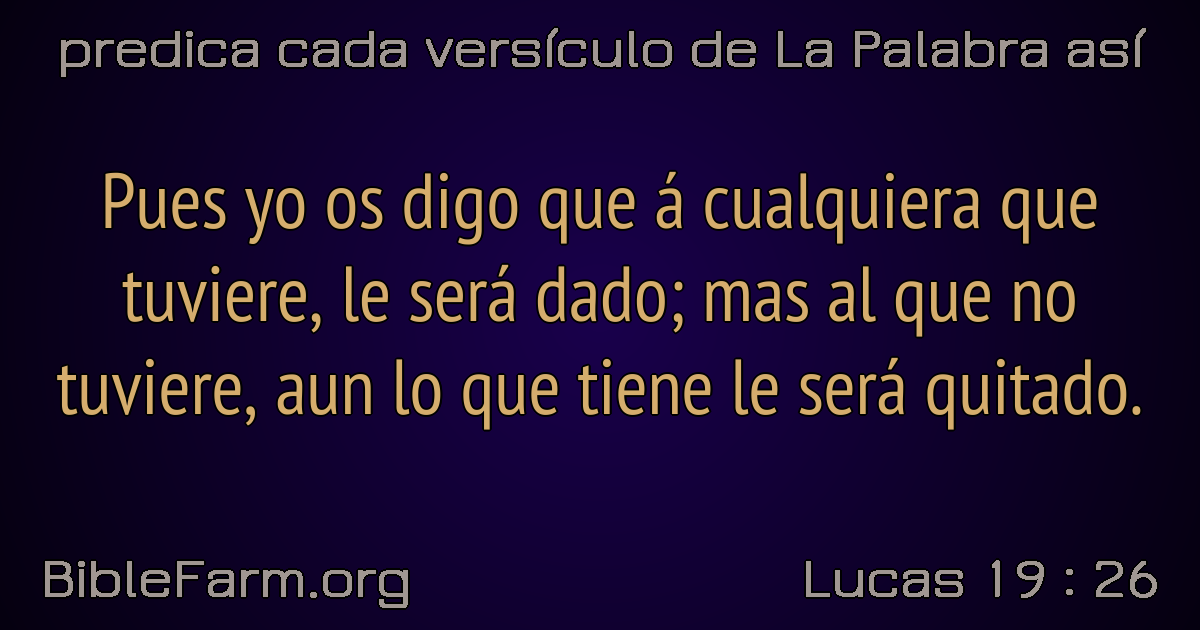 predica cada versículo de La Palabra así
Pues yo os digo que á cualquiera que
tuviere, le será dado; mas al que no
tuviere, aun lo que tiene le será quitado.
BibleFarm.org
Lucas 19 : 26